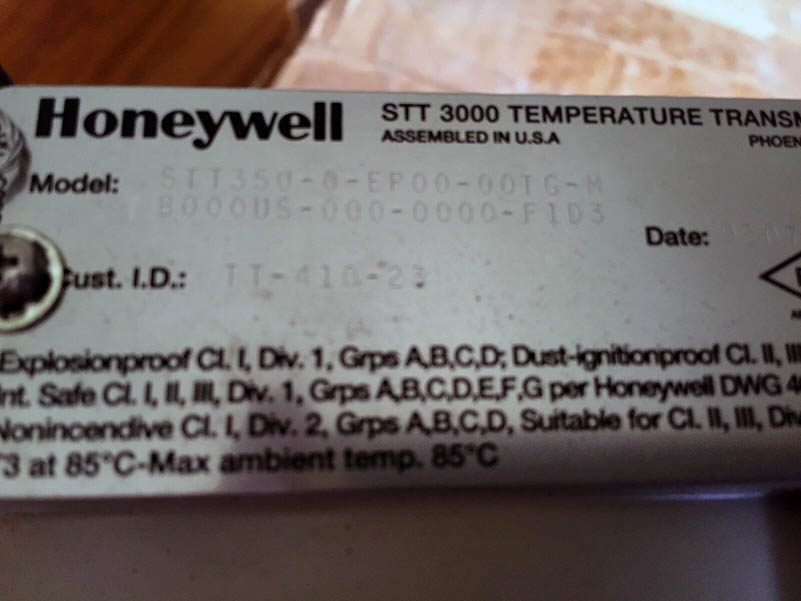 Honeywell
STT 3000 TEMPERATURE TRANSM
ASSEMBLED IN U.S.A
PHOEN
Model: STT350-0-EP00-00TG-M
B000US-000-0000-F1D3
Date:
Cust. I.D.: TT-410-23
Explosionproof Cl. I, Div. 1, Grps A,B,C,D; Dust-ignitionproof Cl. II, III
Int. Safe Cl. I, II, III, Div. 1, Grps A,B,C,D,E,F,G per Honeywell DWG 4
Nonincendive Cl. I, Div. 2, Grps A,B,C,D, Suitable for Cl. II, III, Div
3 at 85°C-Max ambient temp. 85°C